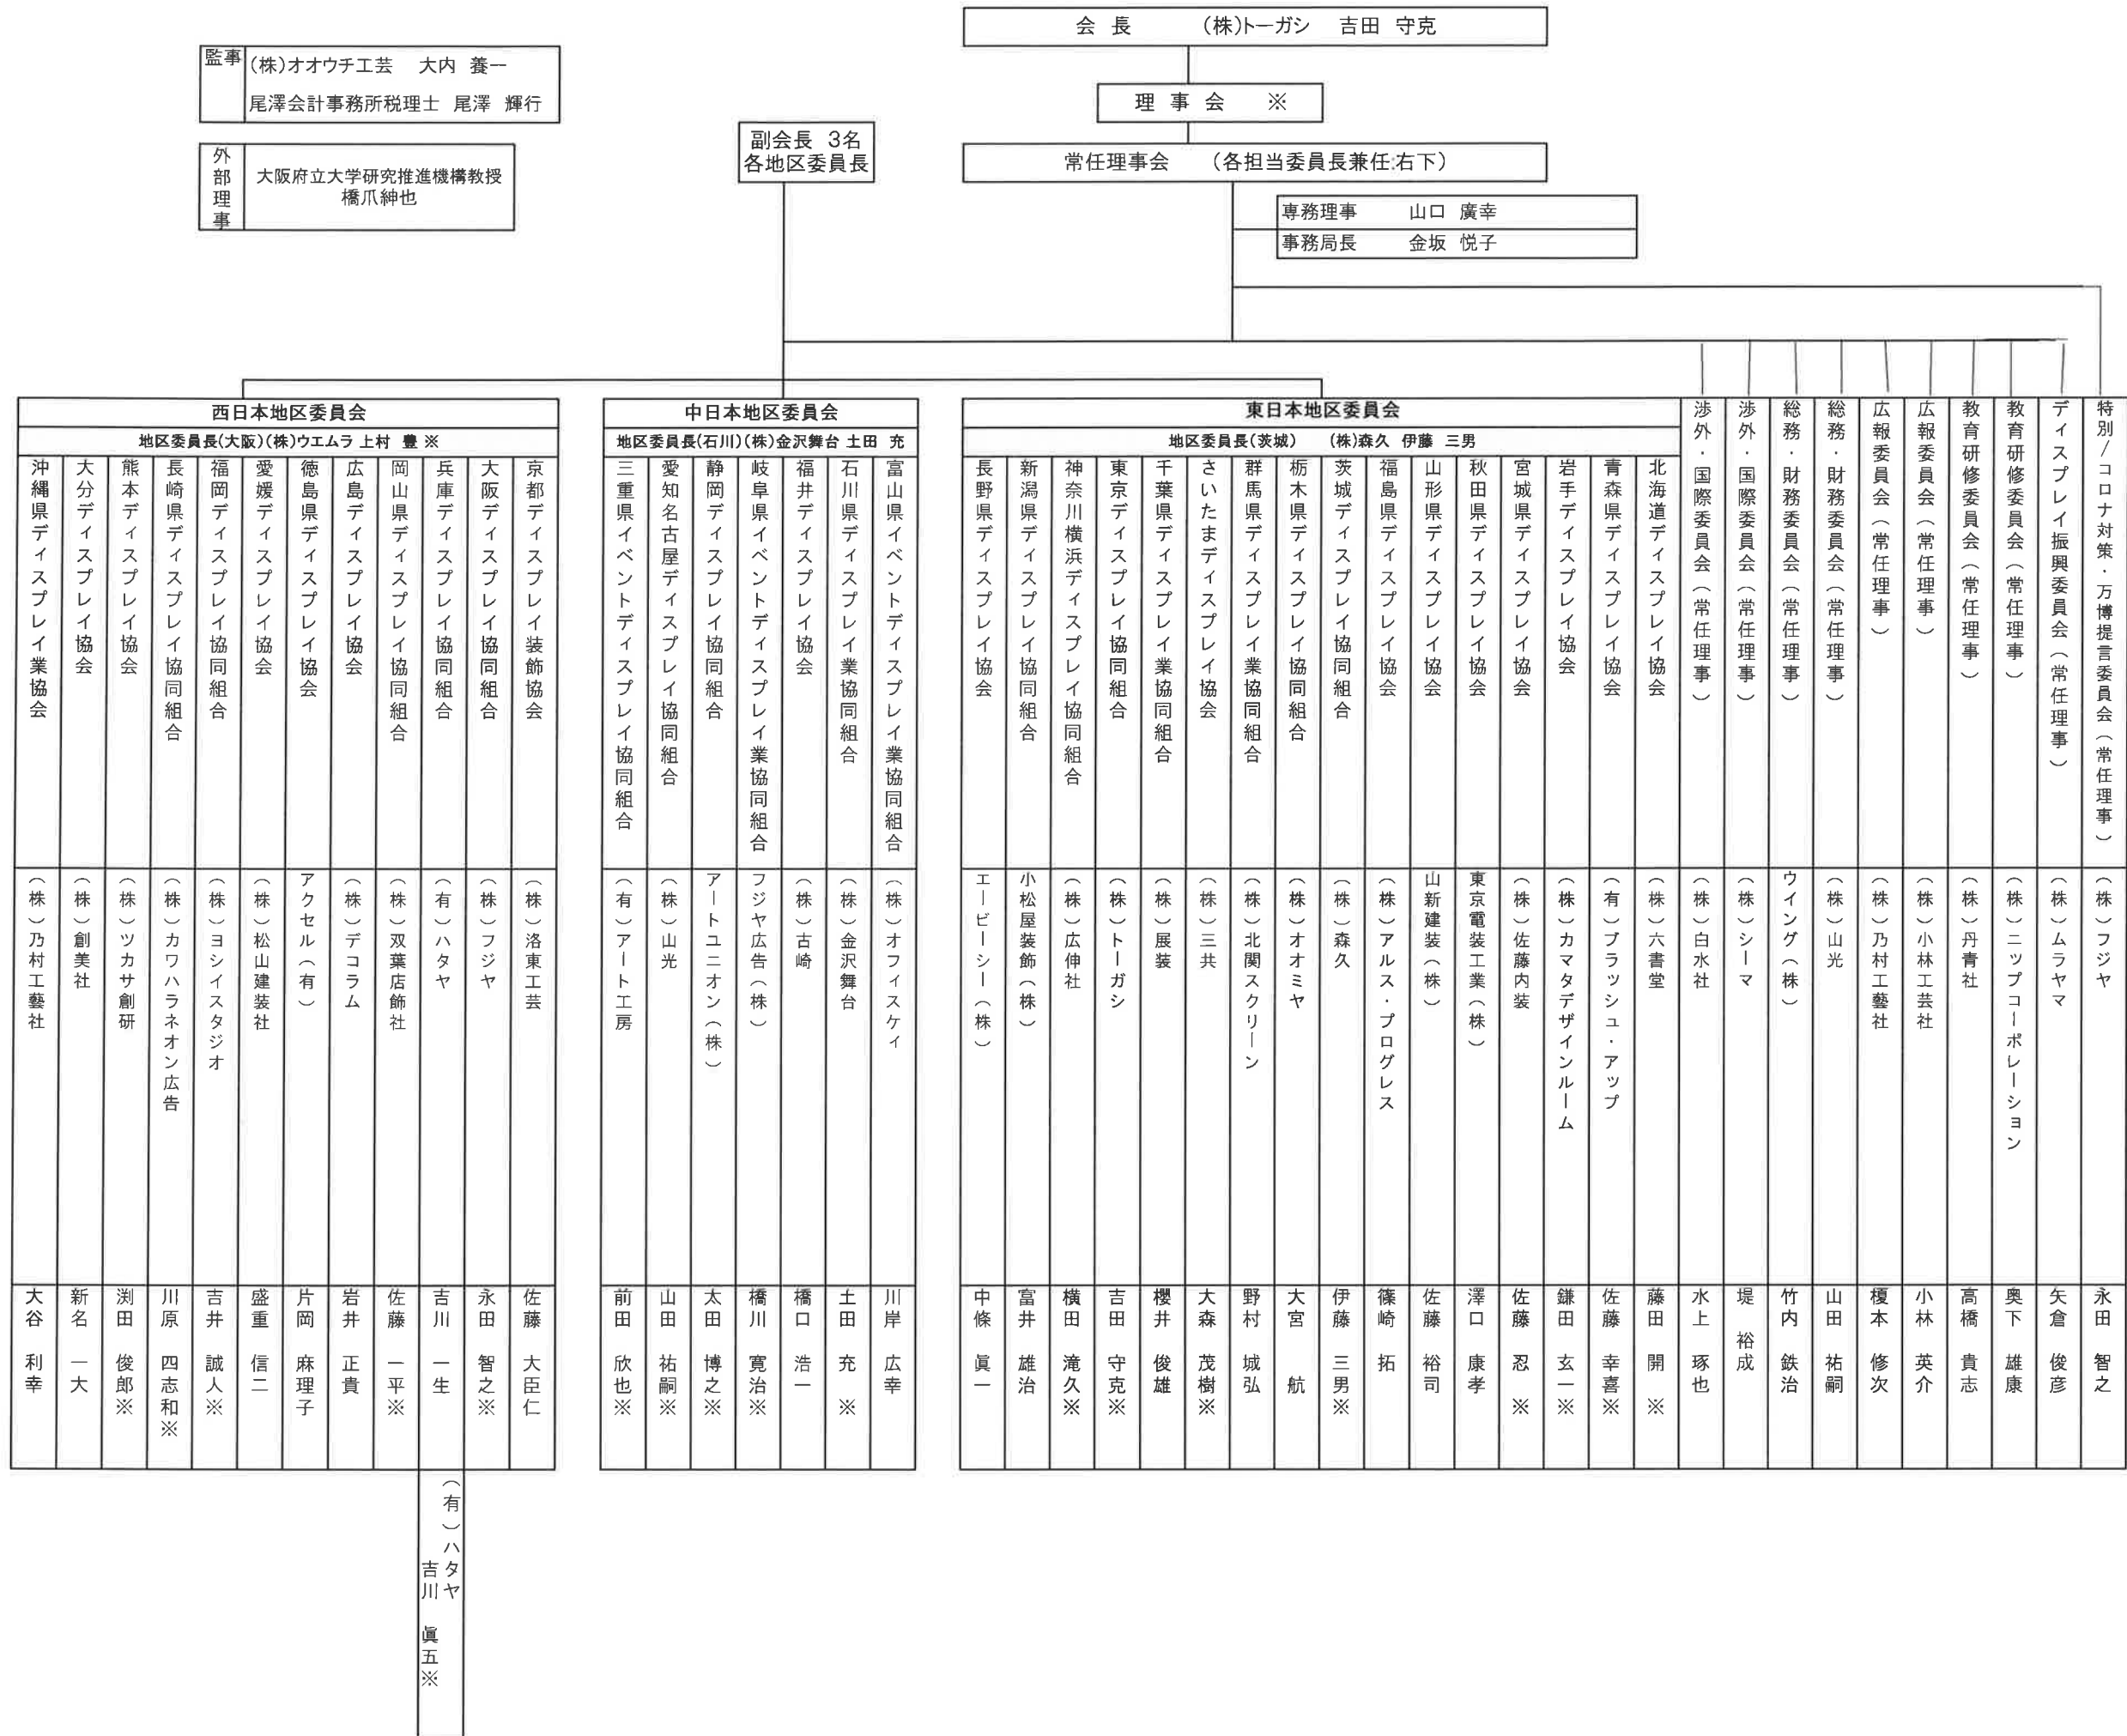 会 長 (株)トーガシ 吉田 守克
監事
(株)オオウチ工芸 大内 養一
尾澤会計事務所税理士 尾澤 輝行
理 事 会 ※
副会長 3名
各地区委員長
常任理事会 (各担当委員長兼任:右下)
外部理事
大阪府立大学研究推進機構教授
橋爪紳也
専務理事 山口 廣幸
事務局長 金坂 悦子
西日本地区委員会
地区委員長(大阪)(株)ウエムラ 上村 豊 ※
沖縄県ディスプレイ業協会 (株)乃村工藝社 大谷 利幸
大分ディスプレイ協会 (株)創美社 新名 一大
熊本ディスプレイ協会 (株)ツカサ創研 渕田 俊郎※
長崎県ディスプレイ協同組合 (株)カワハラネオン広告 川原 四志和※
福岡ディスプレイ協同組合 (株)ヨシイスタジオ 吉井 誠人※
愛媛ディスプレイ協会 (株)松山建装社 盛重 信二
徳島県ディスプレイ協会 アクセル(有) 片岡 麻理子
広島ディスプレイ協会 (株)デコラム 岩井 正貴
岡山県ディスプレイ協同組合 (株)双葉店飾社 佐藤 一平※
兵庫ディスプレイ協同組合 (有)ハタヤ 吉川 一生
(有)ハタヤ
吉川 眞五※
大阪ディスプレイ協同組合 (株)フジヤ 永田 智之※
京都ディスプレイ装飾協会 (株)洛東工芸 佐藤 大臣仁
中日本地区委員会
地区委員長(石川)(株)金沢舞台 土田 充
三重県イベントディスプレイ協同組合 (有)アート工房 前田 欣也※
愛知名古屋ディスプレイ協同組合 (株)山光 山田 祐嗣※
静岡ディスプレイ協同組合 アートユニオン(株) 太田 博之※
岐阜県イベントディスプレイ業協同組合 フジヤ広告(株) 橋川 寛治※
福井ディスプレイ協会 (株)古崎 橋口 浩一
石川県ディスプレイ業協同組合 (株)金沢舞台 土田 充 ※
富山県イベントディスプレイ業協同組合 (株)オフィスケイ 川岸 広幸
東日本地区委員会
地区委員長(茨城) (株)森久 伊藤 三男
長野県ディスプレイ協会 エービーシー(株) 中條 眞一
新潟県ディスプレイ協同組合 小松屋装飾(株) 富井 雄治
神奈川横浜ディスプレイ協同組合 (株)広伸社 横田 滝久※
東京ディスプレイ協同組合 (株)トーガシ 吉田 守克※
千葉県ディスプレイ業協同組合 (株)展装 櫻井 俊雄
さいたまディスプレイ協会 (株)三共 大森 茂樹※
群馬県ディスプレイ業協同組合 (株)北関スクリーン 野村 城弘
栃木県ディスプレイ協同組合 (株)オオミヤ 大宮 航
茨城ディスプレイ協同組合 (株)森久 伊藤 三男※
福島県ディスプレイ協会 (株)アルス・プログレス 篠崎 拓
山形県ディスプレイ協会 山新建装(株) 佐藤 裕司
秋田県ディスプレイ協会 東京電装工業(株) 澤口 康孝
宮城県ディスプレイ協会 (株)佐藤内装 佐藤 忍 ※
岩手ディスプレイ協会 (株)カマタデザインルーム 鎌田 玄一※
青森県ディスプレイ協会 (有)ブラッシュ・アップ 佐藤 幸喜※
北海道ディスプレイ協会 (株)六書堂 藤田 開 ※
渉外・国際委員会(常任理事) (株)白水社 水上 琢也
渉外・国際委員会(常任理事) (株)シーマ 堤 裕成
総務・財務委員会(常任理事) ウイング(株) 竹内 鉄治
総務・財務委員会(常任理事) (株)山光 山田 祐嗣
広報委員会(常任理事) (株)乃村工藝社 榎本 修次
広報委員会(常任理事) (株)小林工芸社 小林 英介
教育研修委員会(常任理事) (株)丹青社 高橋 貴志
教育研修委員会(常任理事) (株)ニップコーポレーション 奥下 雄康
ディスプレイ振興委員会(常任理事) (株)ムラヤマ 矢倉 俊彦
特別/コロナ対策・万博提言委員会(常任理事) (株)フジヤ 永田 智之